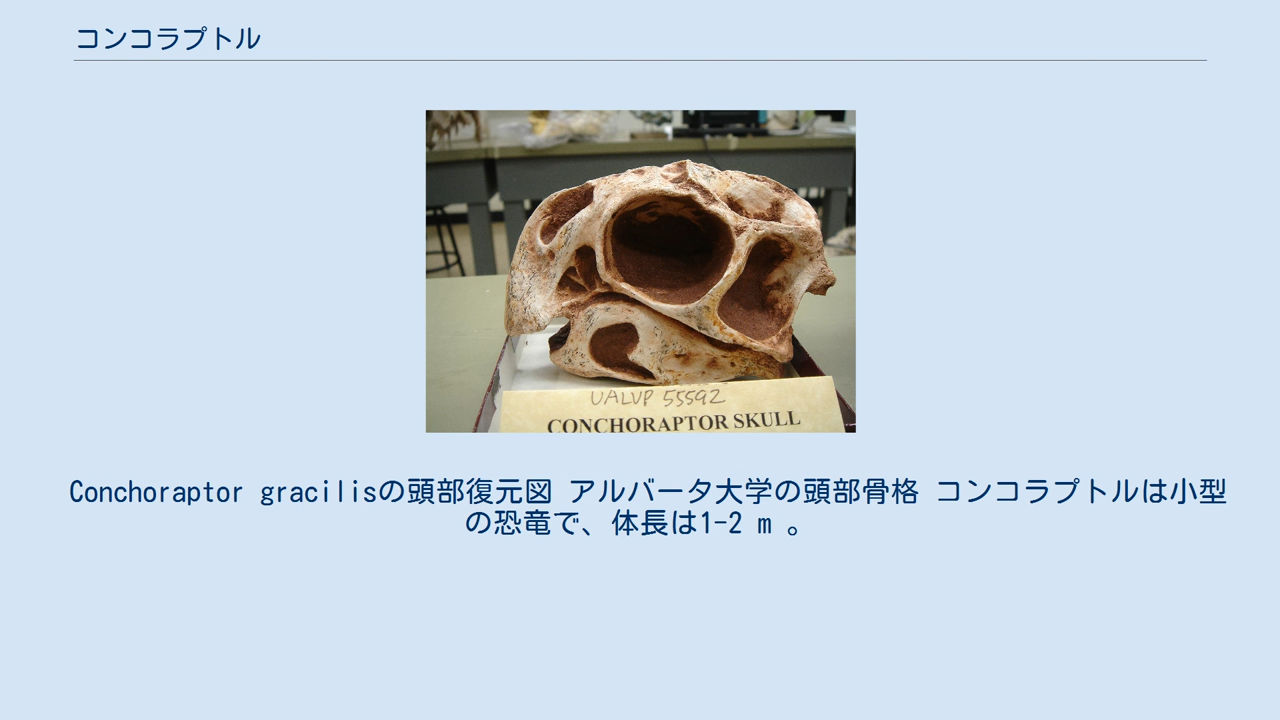 コンコラプトル
UALVP 55592
CONCHORAPTOR SKULL
Conchoraptor gracilisの頭部復元図 アルバータ大学の頭部骨格 コンコラプトルは小型
の恐竜で、体長は1-2 m 。